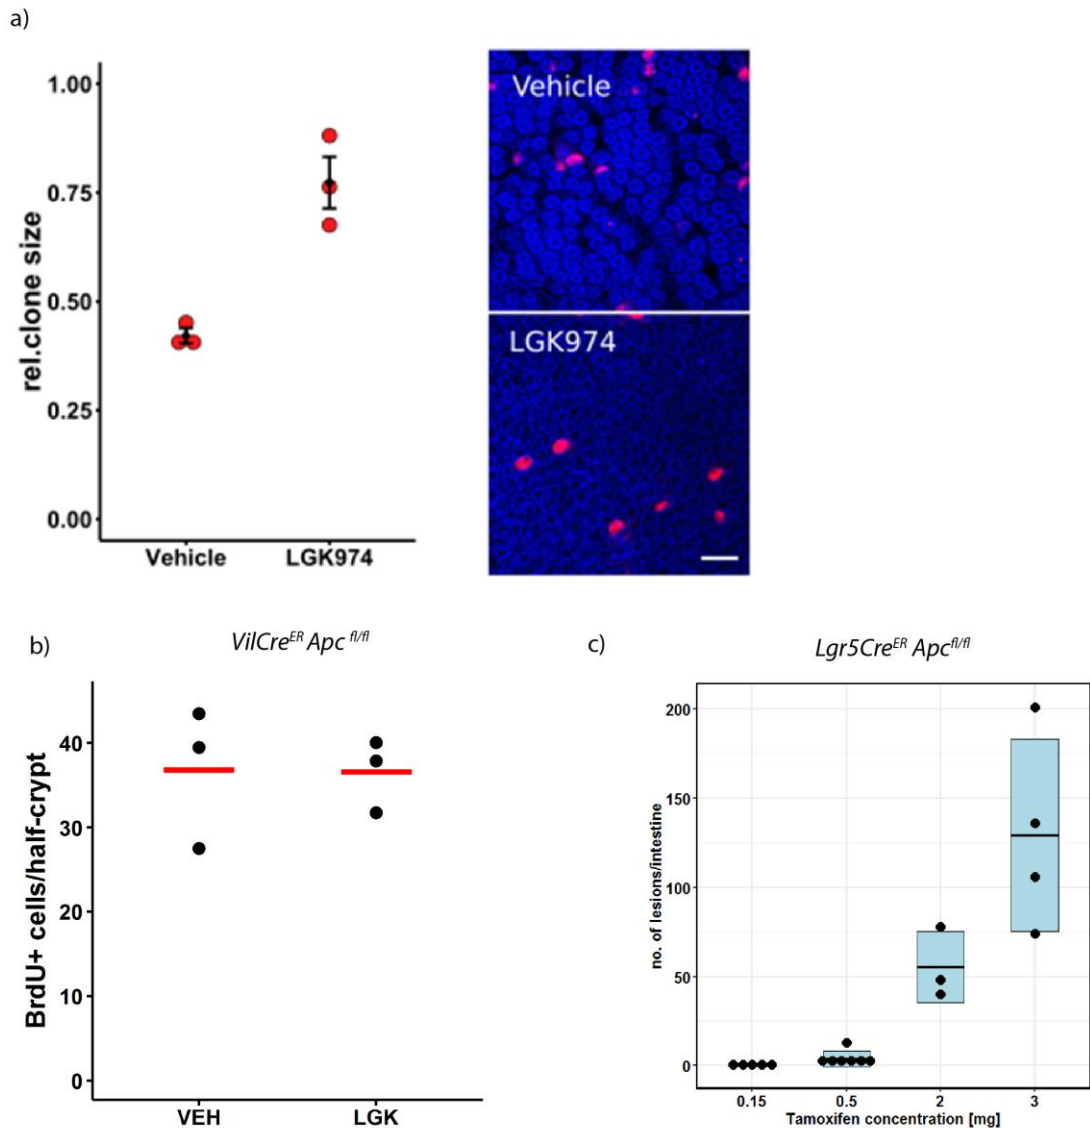 a)
1.00
0.75
0.50
0.25
0.00
rel.clone size
Vehicle
LGK974
Vehicle
LGK974
b)
VilCre^ER Apc ^fl/fl
40
30
20
10
0
BrdU+ cells/half-crypt
VEH
LGK
c)
Lgr5Cre^ER Apc^fl/fl
200
150
100
50
0
no. of lesions/intestine
0.15
0.5
2
3
Tamoxifen concentration [mg]